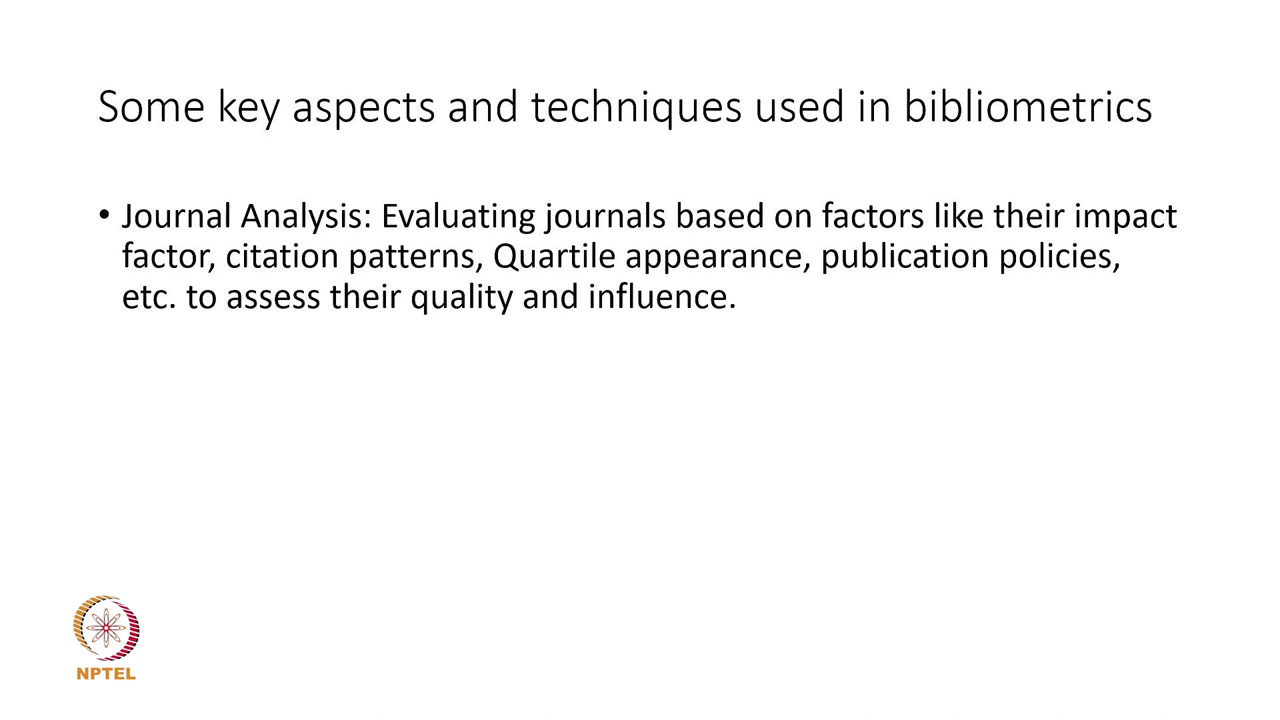 Some key aspects and techniques used in bibliometrics
• Journal Analysis: Evaluating journals based on factors like their impact
factor, citation patterns, Quartile appearance, publication policies,
etc. to assess their quality and influence.
NPTEL